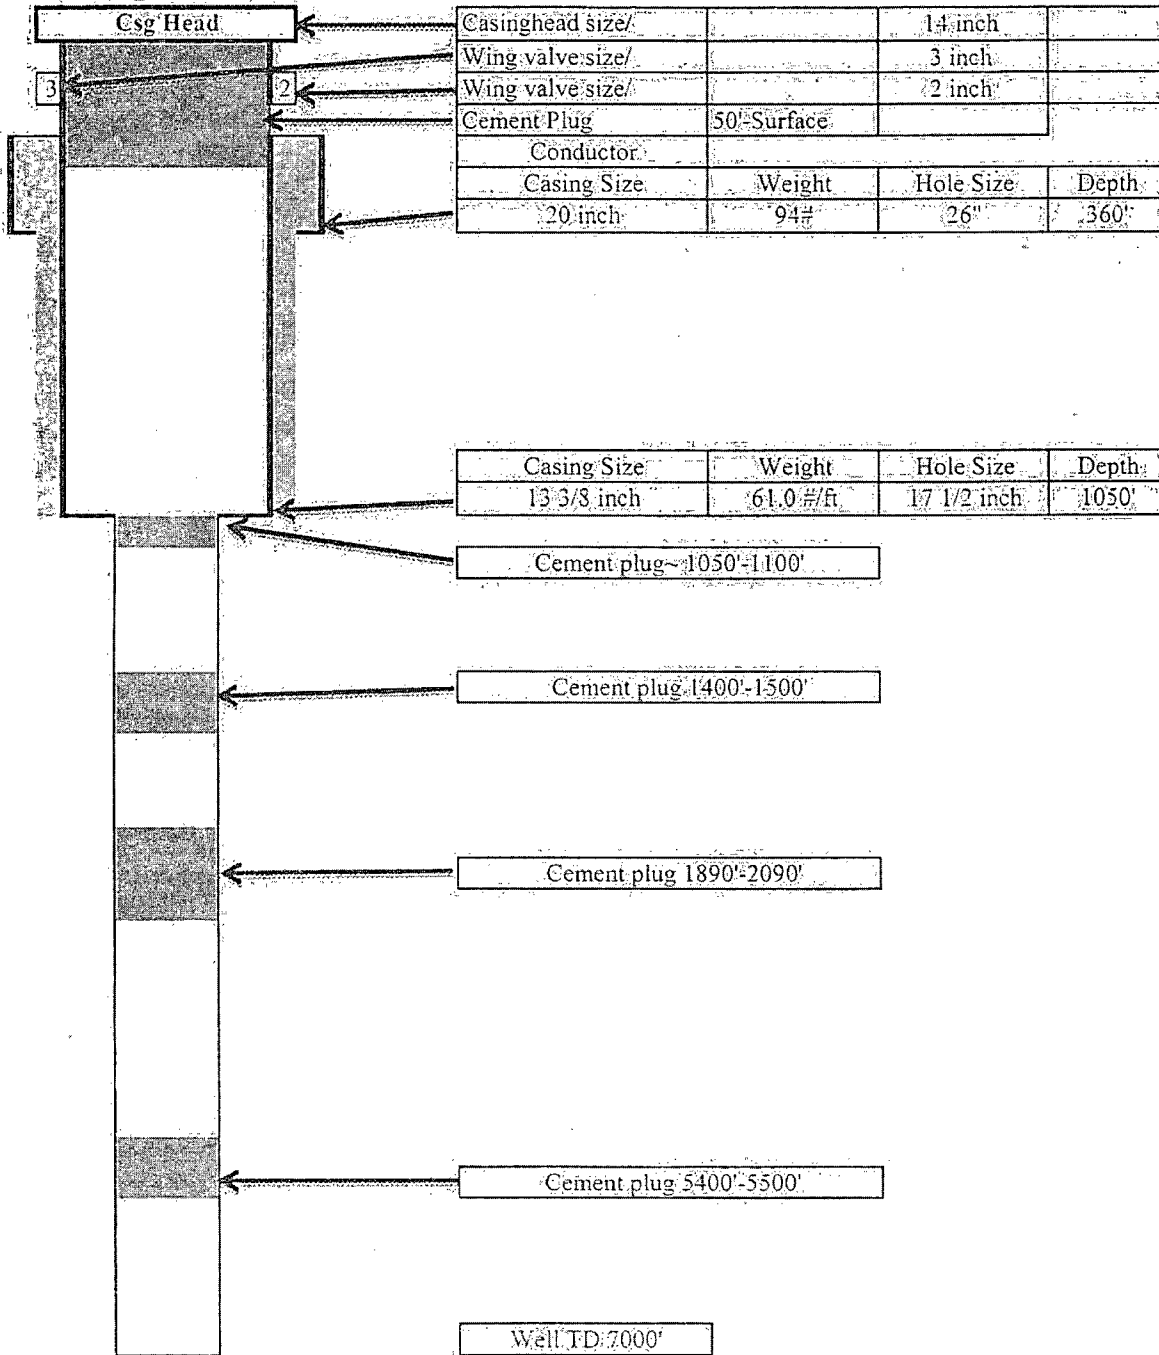 Csg Head
Casinghead size/ 14 inch
Wing valve size/ 3 inch
3 2 Wing valve size/ 2 inch
Cement Plug 50'-Surface
Conductor
Casing Size Weight Hole Size Depth
20 inch 94# 26" 360'
Casing Size Weight Hole Size Depth
13 3/8 inch 61.0 #/ft 17 1/2 inch 1050'
Cement plug~ 1050'-1100'
Cement plug 1400'-1500'
Cement plug 1890'-2090'
Cement plug 5400'-5500'
Well TD 7000'